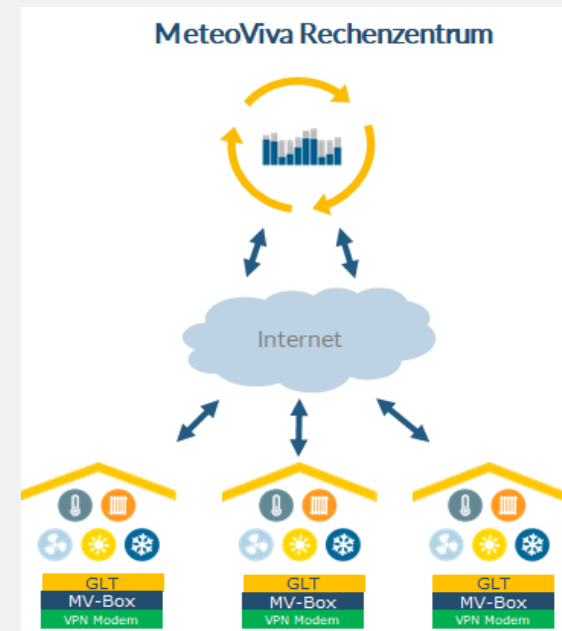 MeteoViva Rechenzentrum
Internet
GLT
MV-Box
VPN Modem
GLT
MV-Box
VPN Modem
GLT
MV-Box
VPN Modem